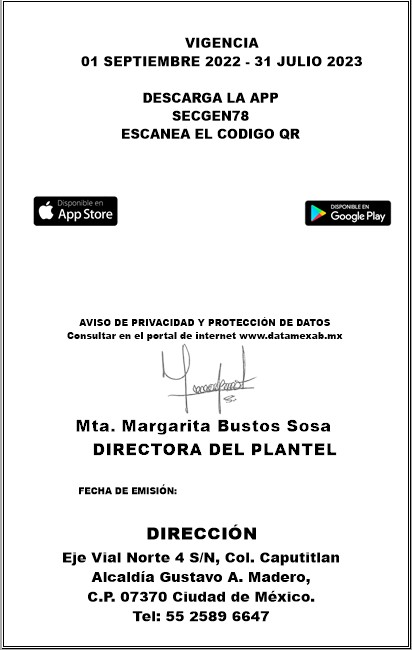 VIGENCIA
01 SEPTIEMBRE 2022 - 31 JULIO 2023
DESCARGA LA APP
SECGEN78
ESCANEA EL CODIGO QR
Disponible en
App Store
DISPONIBLE EN
Google Play
AVISO DE PRIVACIDAD Y PROTECCIÓN DE DATOS
Consultar en el portal de internet www.datamexab.mx
Mta. Margarita Bustos Sosa
DIRECTORA DEL PLANTEL
FECHA DE EMISIÓN:
DIRECCIÓN
Eje Vial Norte 4 S/N, Col. Caputitlan
Alcaldía Gustavo A. Madero,
C.P. 07370 Ciudad de México.
Tel: 55 2589 6647